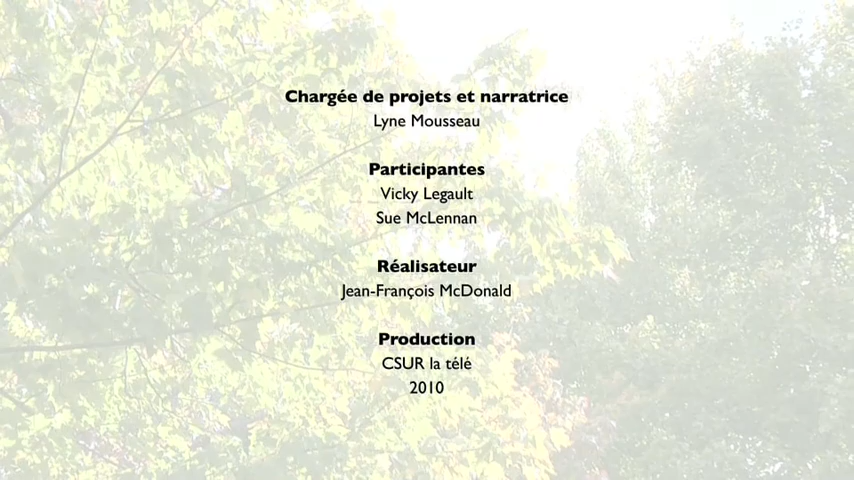 Chargée de projets et narratrice
Lyne Mousseau
Participantes
Vicky Legault
Sue McLennan
Réalisateur
Jean-François McDonald
Production
CSUR la télé
2010